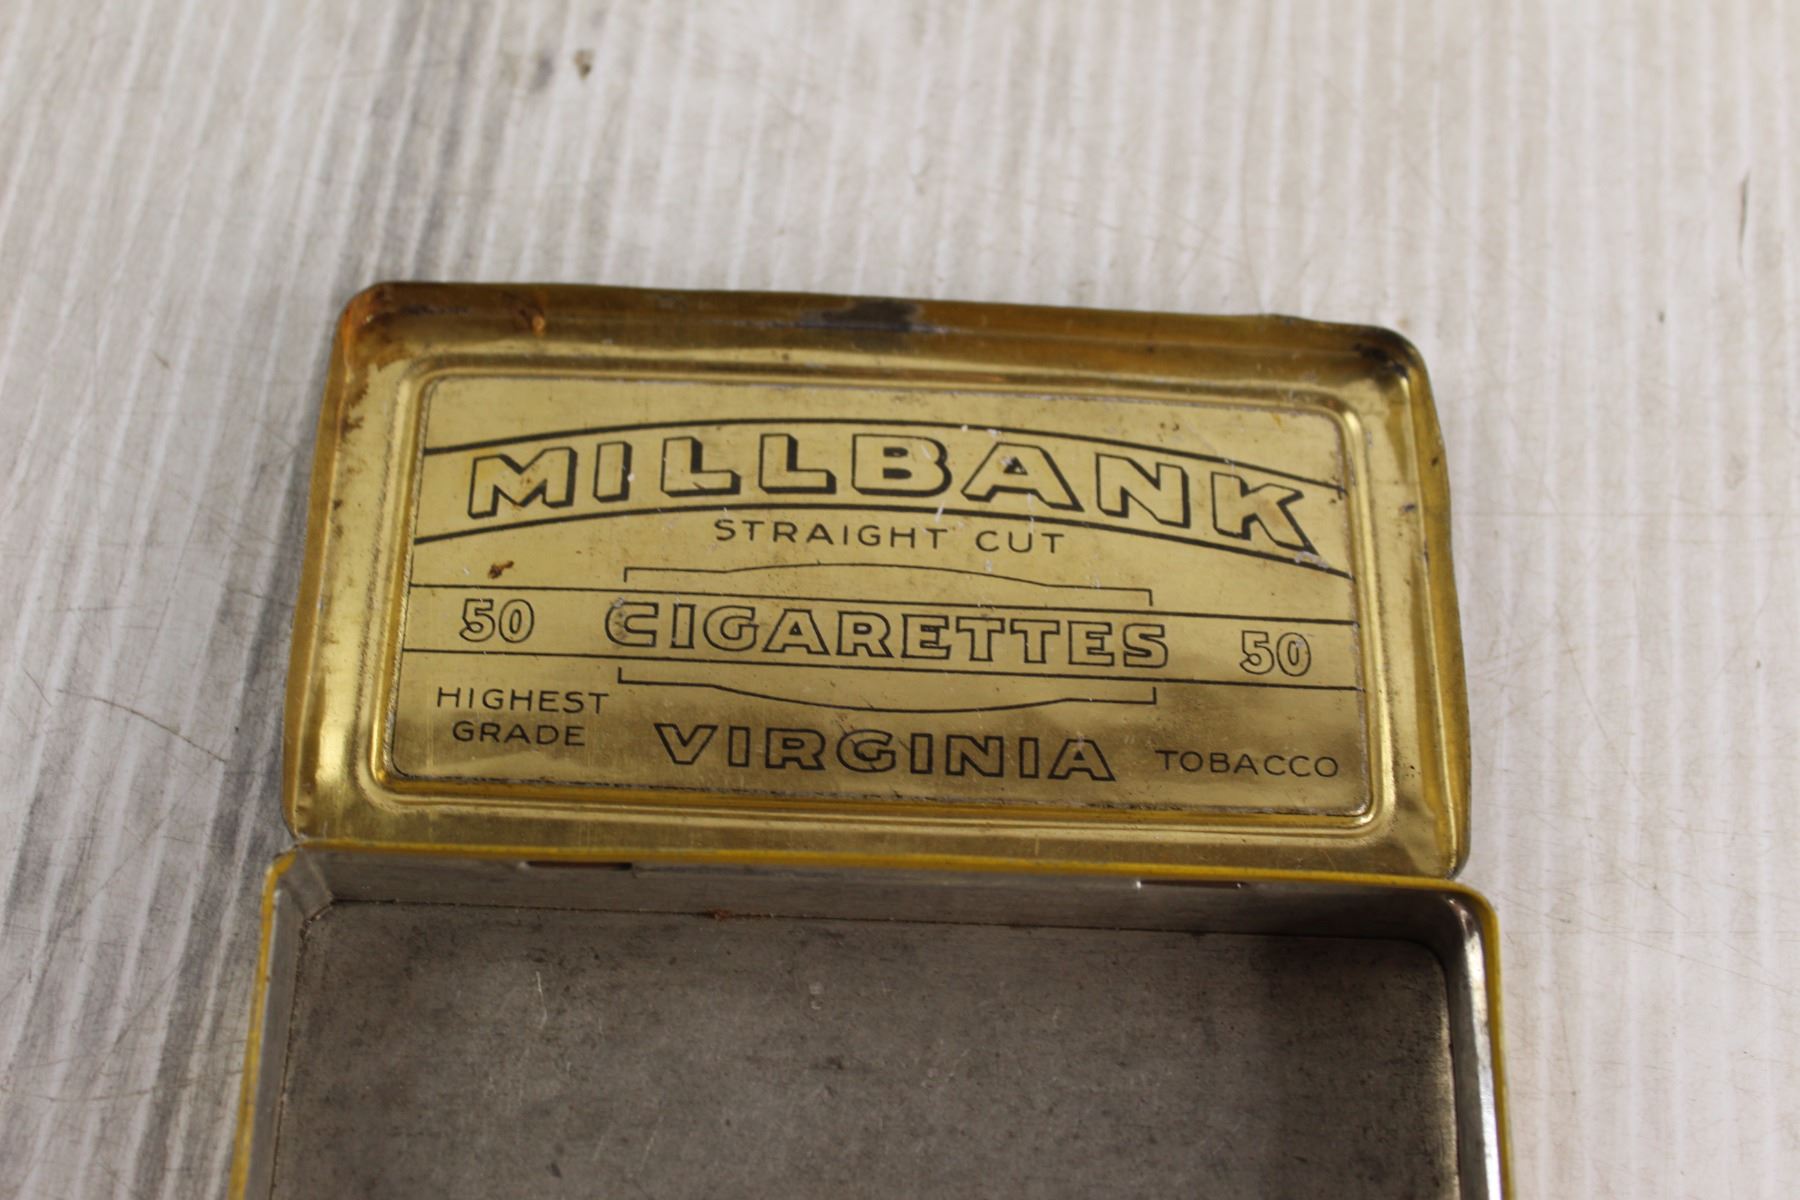 MILLBANK
STRAIGHT CUT
50 CIGARETTES 50
HIGHEST
GRADE
VIRGINIA TOBACCO